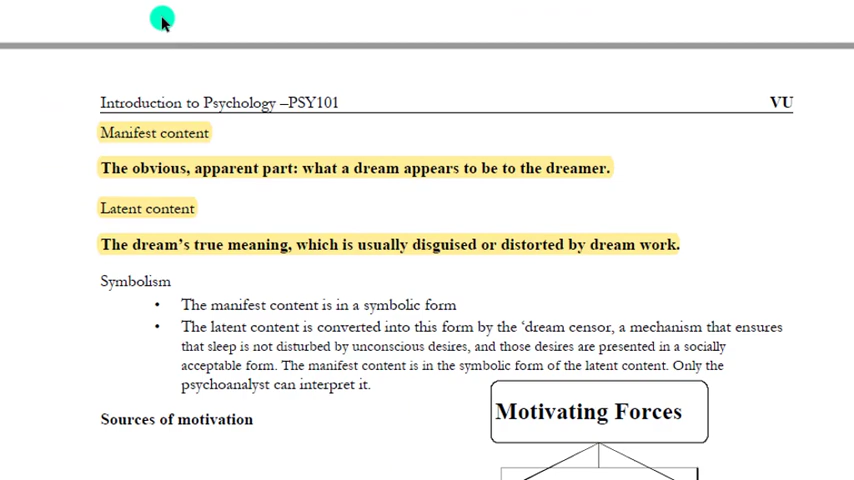 Introduction to Psychology –PSY101 VU
Manifest content
The obvious, apparent part: what a dream appears to be to the dreamer.
Latent content
The dream's true meaning, which is usually disguised or distorted by dream work.
Symbolism
• The manifest content is in a symbolic form
• The latent content is converted into this form by the 'dream censor, a mechanism that ensures
that sleep is not disturbed by unconscious desires, and those desires are presented in a socially
acceptable form. The manifest content is in the symbolic form of the latent content. Only the
psychoanalyst can interpret it.
Motivating Forces
Sources of motivation